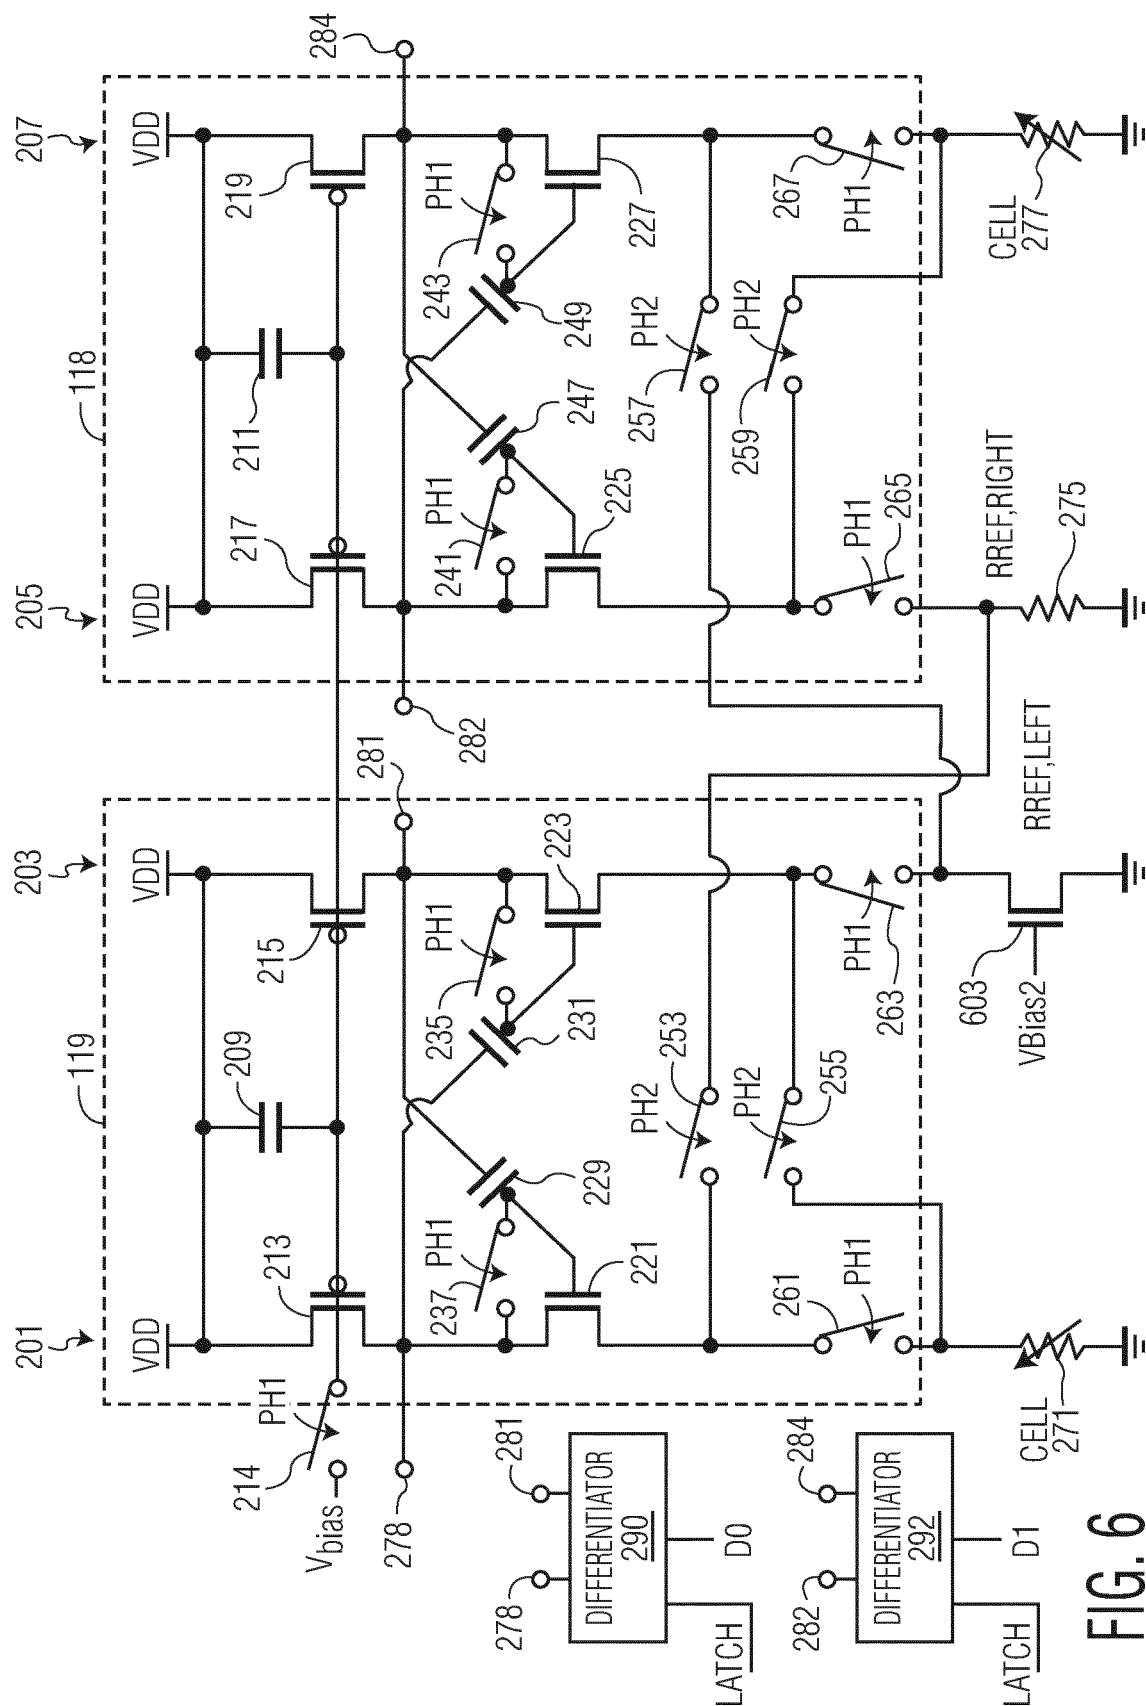 201
203
205
207
119
118
VDD
VDD
VDD
VDD
209
211
213
215
217
219
214
PH1
Vbias
278
281
282
284
237
PH1
229
235
PH1
231
241
PH1
247
243
PH1
249
221
223
225
227
PH2
253
PH2
255
257
PH2
259
PH2
261
PH1
PH1
263
PH1
265
267
PH1
CELL
271
603
VBias2
RREF,LEFT
RREF,RIGHT
275
CELL
277
278
281
DIFFERENTIATOR
290
LATCH
D0
282
284
DIFFERENTIATOR
292
LATCH
D1
FIG. 6